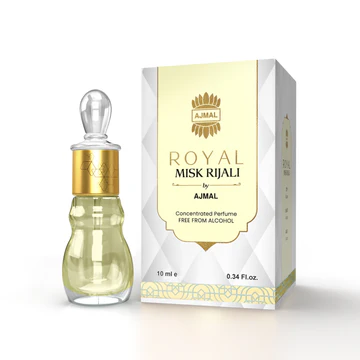 AJMAL
ROYAL
MISK RIJALI
by
AJMAL
Concentrated Perfume
FREE FROM ALCOHOL
10 ml e
0.34 Fl.oz.